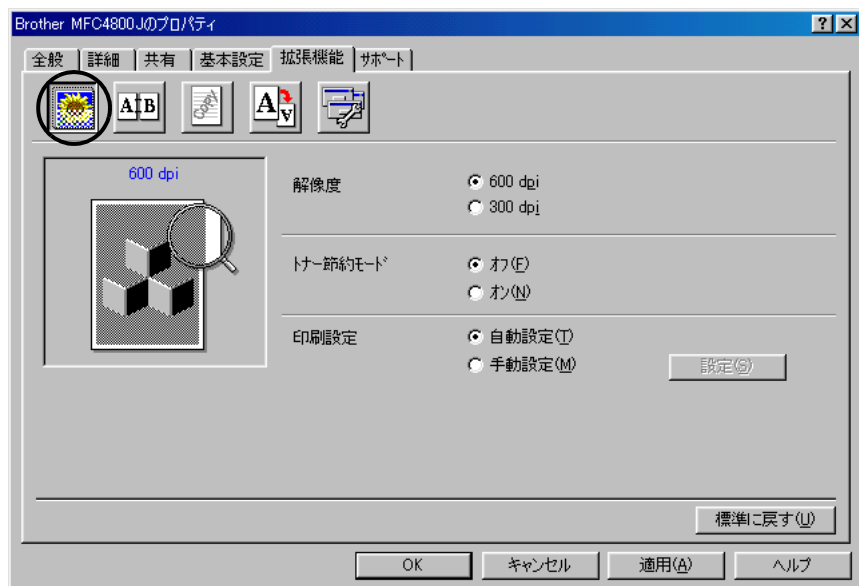 Brother MFC4800Jのプロパティ
全般 詳細 共有 基本設定 拡張機能 サポート
A B COPY A A
600 dpi
解像度 600 dpi
300 dpi
トナー節約モード オフ(F)
オン(N)
印刷設定 自動設定(T)
手動設定(M) 設定(S)
標準に戻す(U)
OK キャンセル 適用(A) ヘルプ